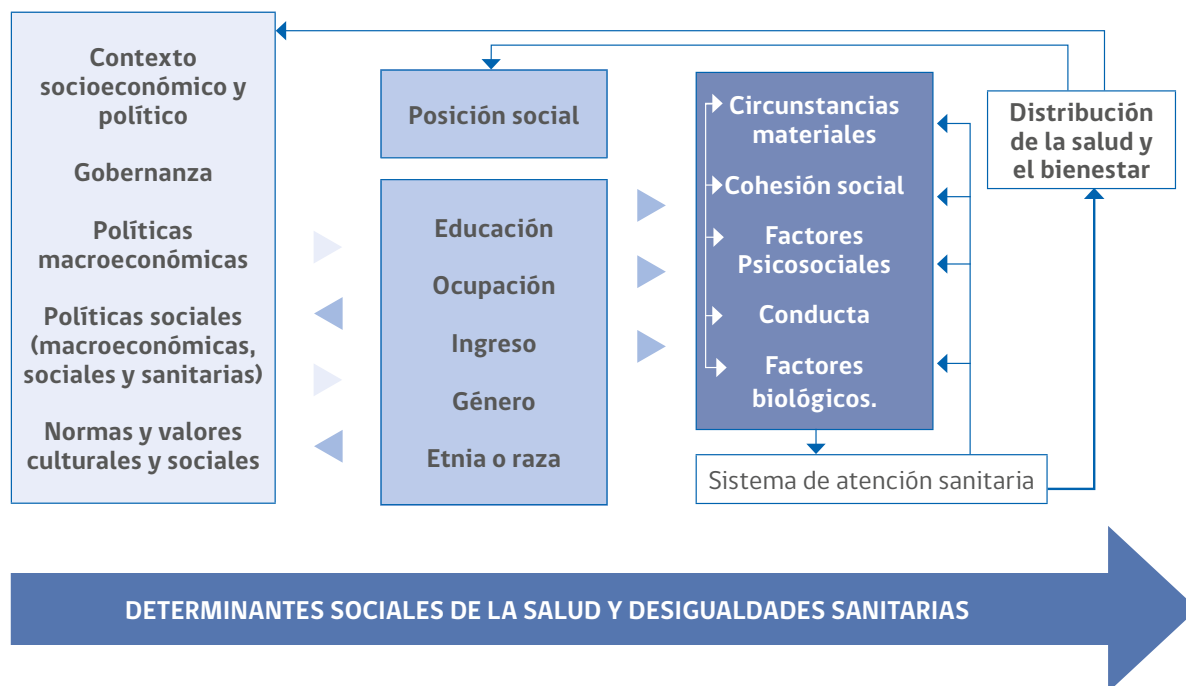 Contexto
socioeconómico y
político
Gobernanza
Políticas
macroeconómicas
Políticas sociales
(macroeconómicas,
sociales y sanitarias)
Normas y valores
culturales y sociales
Posición social
Educación
Ocupación
Ingreso
Género
Etnia o raza
Circunstancias
materiales
Cohesión social
Factores
Psicosociales
Conducta
Factores
biológicos.
Distribución
de la salud y
el bienestar
Sistema de atención sanitaria
DETERMINANTES SOCIALES DE LA SALUD Y DESIGUALDADES SANITARIAS